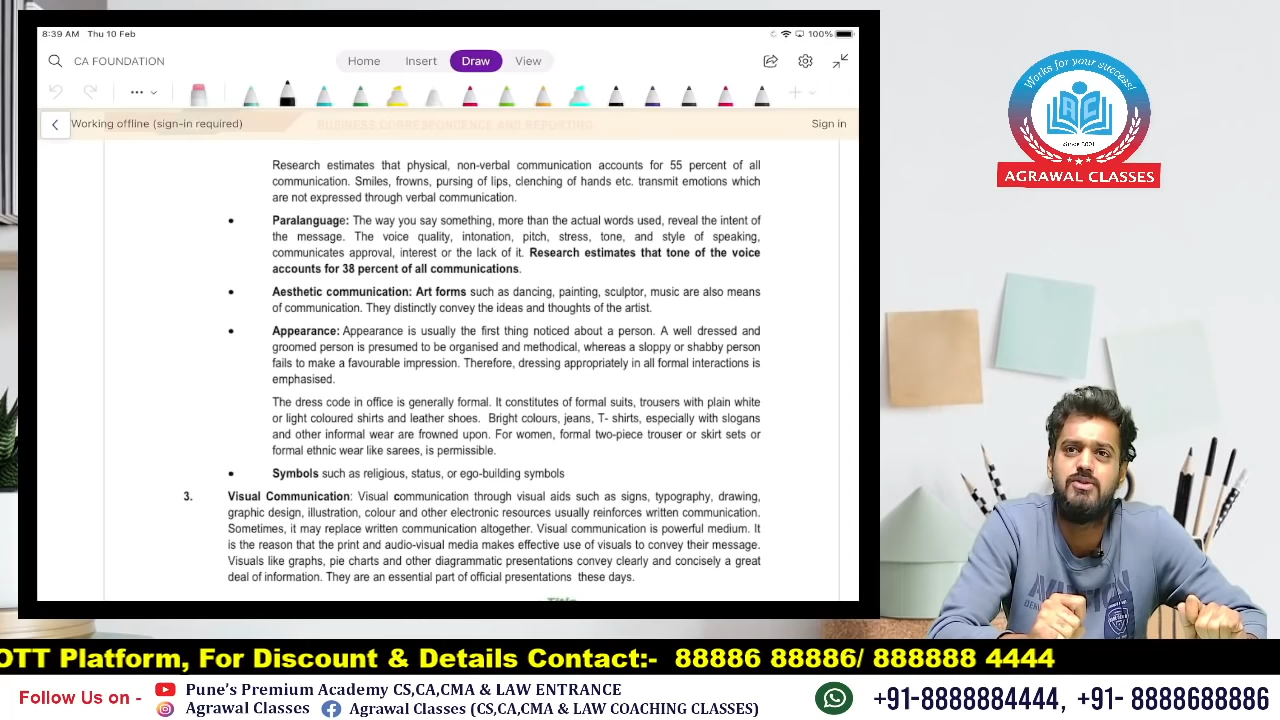 8:39 AM Thu 10 Feb
100%
CA FOUNDATION
Home Insert Draw View
Working offline (sign-in required)
BUSINESS CORRESPONDENCE AND REPORTING
Sign in
Research estimates that physical, non-verbal communication accounts for 55 percent of all
communication. Smiles, frowns, pursing of lips, clenching of hands etc. transmit emotions which
are not expressed through verbal communication.
• Paralanguage: The way you say something, more than the actual words used, reveal the intent of
the message. The voice quality, intonation, pitch, stress, tone, and style of speaking,
communicates approval, interest or the lack of it. Research estimates that tone of the voice
accounts for 38 percent of all communications.
• Aesthetic communication: Art forms such as dancing, painting, sculptor, music are also means
of communication. They distinctly convey the ideas and thoughts of the artist.
• Appearance: Appearance is usually the first thing noticed about a person. A well dressed and
groomed person is presumed to be organised and methodical, whereas a sloppy or shabby person
fails to make a favourable impression. Therefore, dressing appropriately in all formal interactions is
emphasised.
The dress code in office is generally formal. It constitutes of formal suits, trousers with plain white
or light coloured shirts and leather shoes. Bright colours, jeans, T- shirts, especially with slogans
and other informal wear are frowned upon. For women, formal two-piece trouser or skirt sets or
formal ethnic wear like sarees, is permissible.
• Symbols such as religious, status, or ego-building symbols
3. Visual Communication: Visual communication through visual aids such as signs, typography, drawing,
graphic design, illustration, colour and other electronic resources usually reinforces written communication.
Sometimes, it may replace written communication altogether. Visual communication is powerful medium. It
is the reason that the print and audio-visual media makes effective use of visuals to convey their message.
Visuals like graphs, pie charts and other diagrammatic presentations convey clearly and concisely a great
deal of information. They are an essential part of official presentations these days.
Works for your success!
AC
Since 2001
AGRAWAL CLASSES
OTT Platform, For Discount & Details Contact:- 88886 88886/ 888888 4444
Follow Us on - Pune's Premium Academy CS,CA,CMA & LAW ENTRANCE
Agrawal Classes Agrawal Classes (CS,CA,CMA & LAW COACHING CLASSES)
+91-8888884444, +91- 8888688886